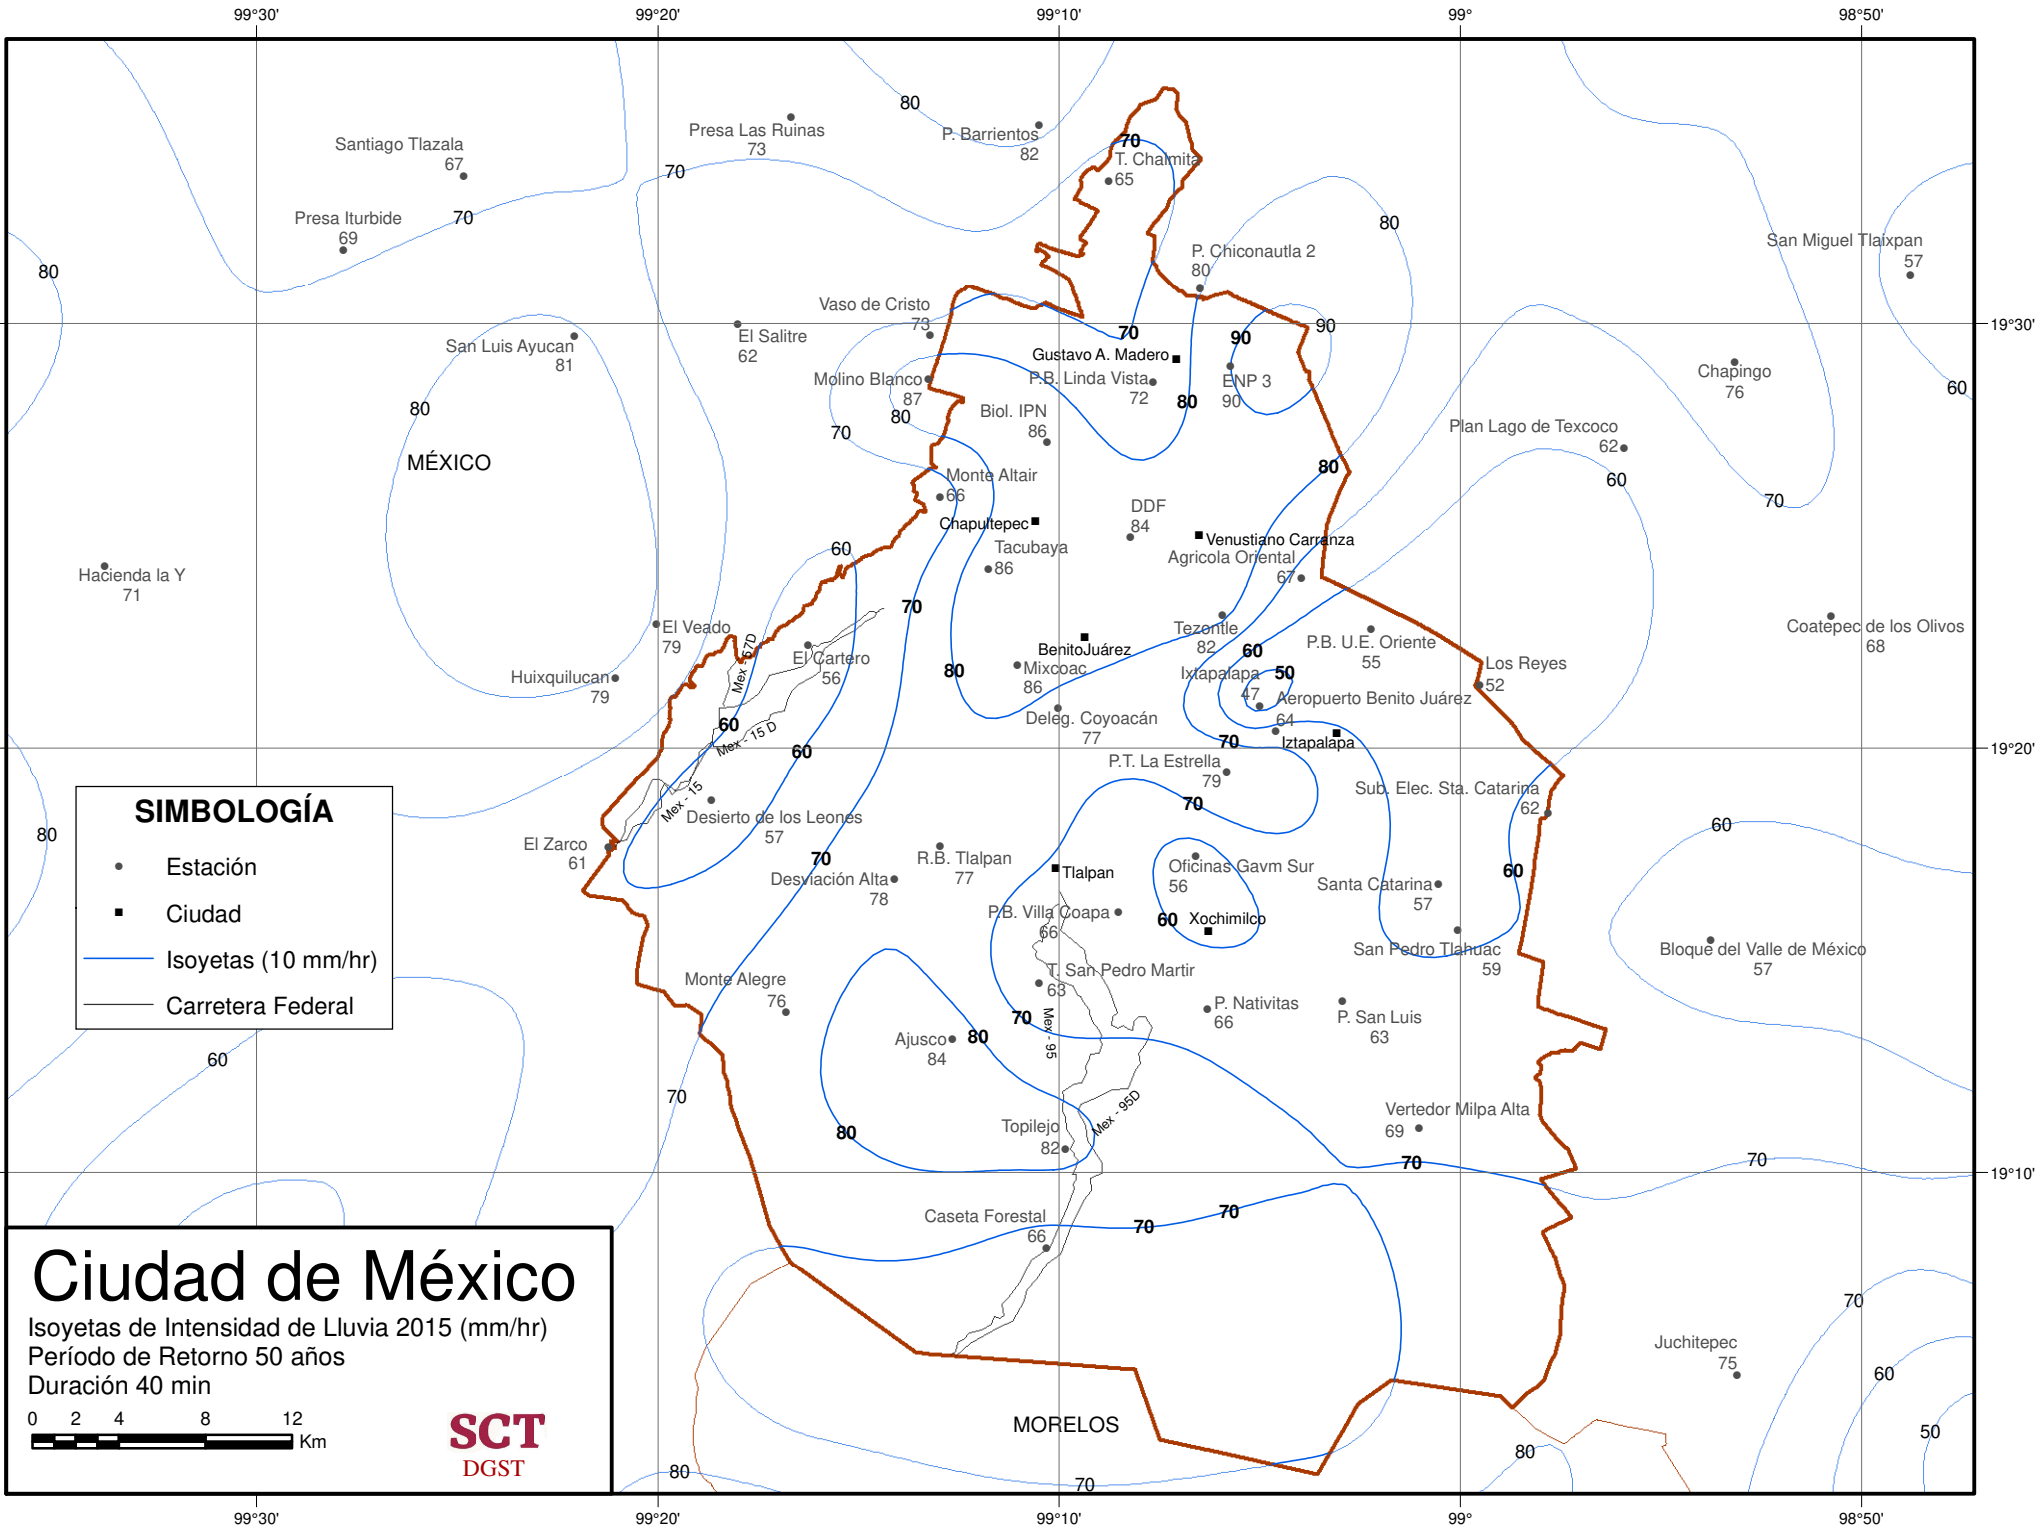 99°30'
99°20'
99°10'
99°
98°50'
80
P. Barrientos
82
Presa Las Ruinas
73
Santiago Tlazala
67
70
70
T. Chalmita
65
70
Presa Iturbide
69
70
80
80
P. Chiconautla 2
80
San Miguel Tlaixpan
57
Vaso de Cristo
73
El Salitre
62
70
90
90
19°30'
San Luis Ayucan
81
Gustavo A. Madero
Molino Blanco
87
P.B. Linda Vista
72
ENP 3
90
Chapingo
76
60
80
80
80
Biol. IPN
86
70
Plan Lago de Texcoco
62
MÉXICO
80
60
Monte Altair
66
70
DDF
84
Chapultepec
Venustiano Carranza
Tacubaya
86
Agricola Oriental
67
60
Hacienda la Y
71
70
El Veado
79
Mex - 57D
El Cartero
56
Tezontle
82
P.B. U.E. Oriente
55
Coatepec de los Olivos
68
BenitoJuárez
60
Huixquilucan
79
80
Mixcoac
86
Ixtapalapa
47
50
Los Reyes
52
Aeropuerto Benito Juárez
64
Deleg. Coyoacán
77
60
Mex - 15 D
60
70
Iztapalapa
19°20'
P.T. La Estrella
79
Mex - 15
70
Sub. Elec. Sta. Catarina
62
Desierto de los Leones
57
80
60
El Zarco
61
70
R.B. Tlalpan
77
Tlalpan
Oficinas Gavm Sur
56
60
Desviación Alta
78
Santa Catarina
57
P.B. Villa Coapa
66
60
Xochimilco
San Pedro Tlahuac
59
Bloque del Valle de México
57
Monte Alegre
76
T. San Pedro Martir
63
P. Nativitas
66
P. San Luis
63
70
Mex - 95
Ajusco
84
80
60
70
Mex - 95D
Vertedor Milpa Alta
69
80
Topilejo
82
70
70
19°10'
Caseta Forestal
66
70
70
70
Juchitepec
75
60
MORELOS
50
80
80
70
SIMBOLOGÍA
Estación
Ciudad
Isoyetas (10 mm/hr)
Carretera Federal
Ciudad de México
Isoyetas de Intensidad de Lluvia 2015 (mm/hr)
Período de Retorno 50 años
Duración 40 min
0 2 4 8 12
Km
SCT
DGST
99°30'
99°20'
99°10'
99°
98°50'